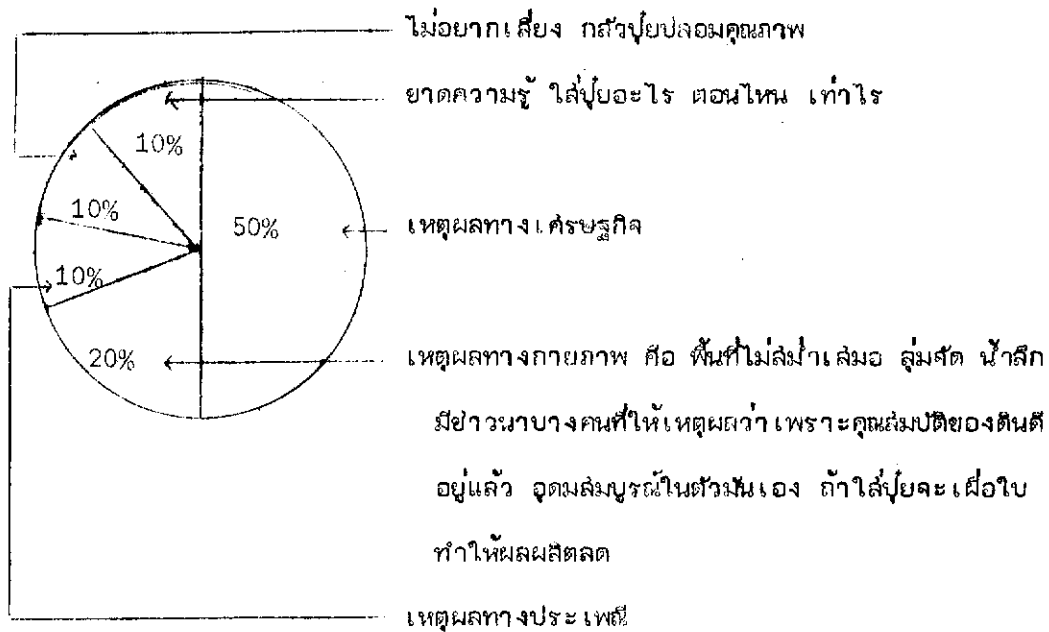 ไม่อยากเสี่ยง กลัวปุ๋ยปลอมคุณภาพ
ขาดความรู้ ใส่ปุ๋ยอะไร ตอนไหน เท่าไร
10%
10%
50%
เหตุผลทางเศรษฐกิจ
10%
20%
เหตุผลทางกายภาพ คือ พื้นที่ไม่สม่ำเสมอ ลุ่มจัด น้ำลึก
มีชาวนาบางคนที่ให้เหตุผลว่าเพราะคุณสมบัติของดินดี
อยู่แล้ว อุดมสมบูรณ์ในตัวมันเอง ถ้าใส่ปุ๋ยจะเฝือใบ
ทำให้ผลผลิตลด
เหตุผลทางประเพณี